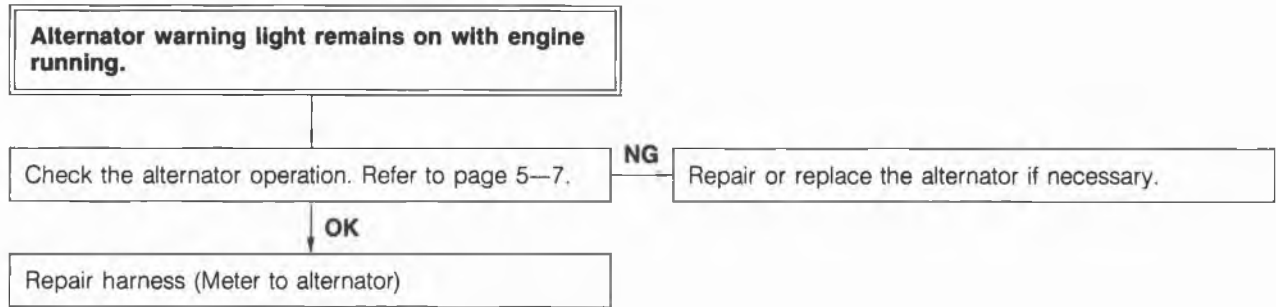 Alternator warning light remains on with engine
running.
Check the alternator operation. Refer to page 5—7.
NG
Repair or replace the alternator if necessary.
OK
Repair harness (Meter to alternator)